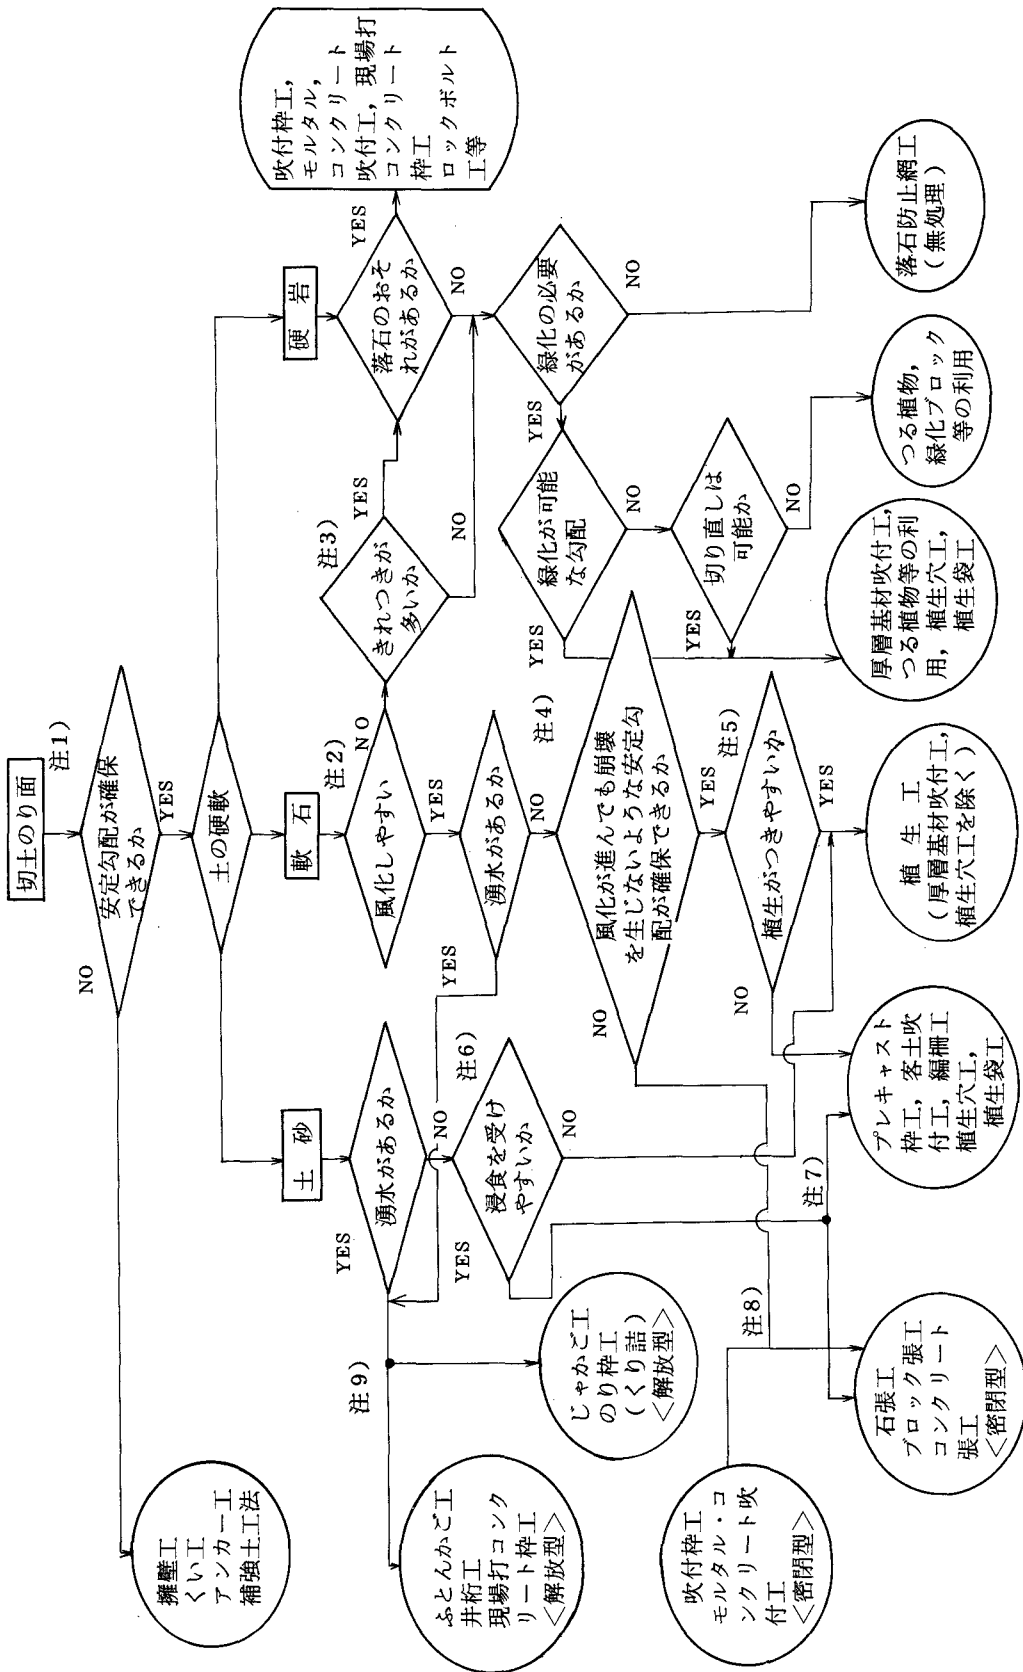 切土のり面
注1)
安定勾配が確保
できるか
NO
YES
擁壁工
くい工
アンカー工
補強土工法
土の硬軟
土 砂
軟 石
硬 岩
湧水があるか
YES
NO
注9)
ふとんかご工
井桁工
現場打コンク
リート枠工
<解放型>
じゃかご工
のり枠工
(くり詰)
<解放型>
注6)
浸食を受け
やすいか
YES
NO
注2)
風化しやすい
NO
YES
湧水があるか
YES
NO
注3)
きれつきが
多いか
YES
NO
落石のおそ
れがあるか
YES
NO
吹付枠工,
モルタル,
コンクリート
吹付工, 現場打
コンクリート
枠工
ロックボルト
工等
注4)
風化が進んでも崩壊
を生じないような安定勾
配が確保できるか
NO
YES
緑化の必要
があるか
YES
NO
緑化が可能
な勾配
YES
NO
切り直しは
可能か
YES
NO
注5)
植生がつきやすいか
NO
YES
注7)
注8)
吹付枠工
モルタル・コ
ンクリート吹
付工
<密閉型>
石張工
ブロック張工
コンクリート
張工
<密閉型>
プレキャスト
枠工, 客土吹
付工, 編柵工
植生穴工,
植生袋工
植 生 工
(厚層基材吹付工,
植生穴工を除く)
厚層基材吹付工,
つる植物等の利
用, 植生穴工,
植生袋工
つる植物,
緑化ブロック
等の利用
落石防止網工
(無処理)